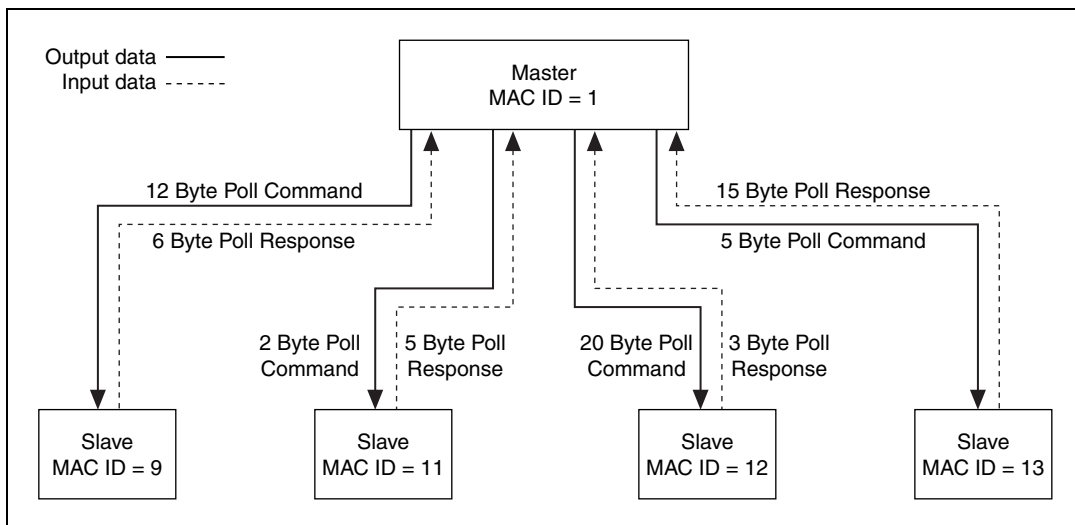 Output data
Input data
Master
MAC ID = 1
12 Byte Poll Command
6 Byte Poll Response
15 Byte Poll Response
5 Byte Poll Command
2 Byte Poll
Command
5 Byte Poll
Response
20 Byte Poll
Command
3 Byte Poll
Response
Slave
MAC ID = 9
Slave
MAC ID = 11
Slave
MAC ID = 12
Slave
MAC ID = 13